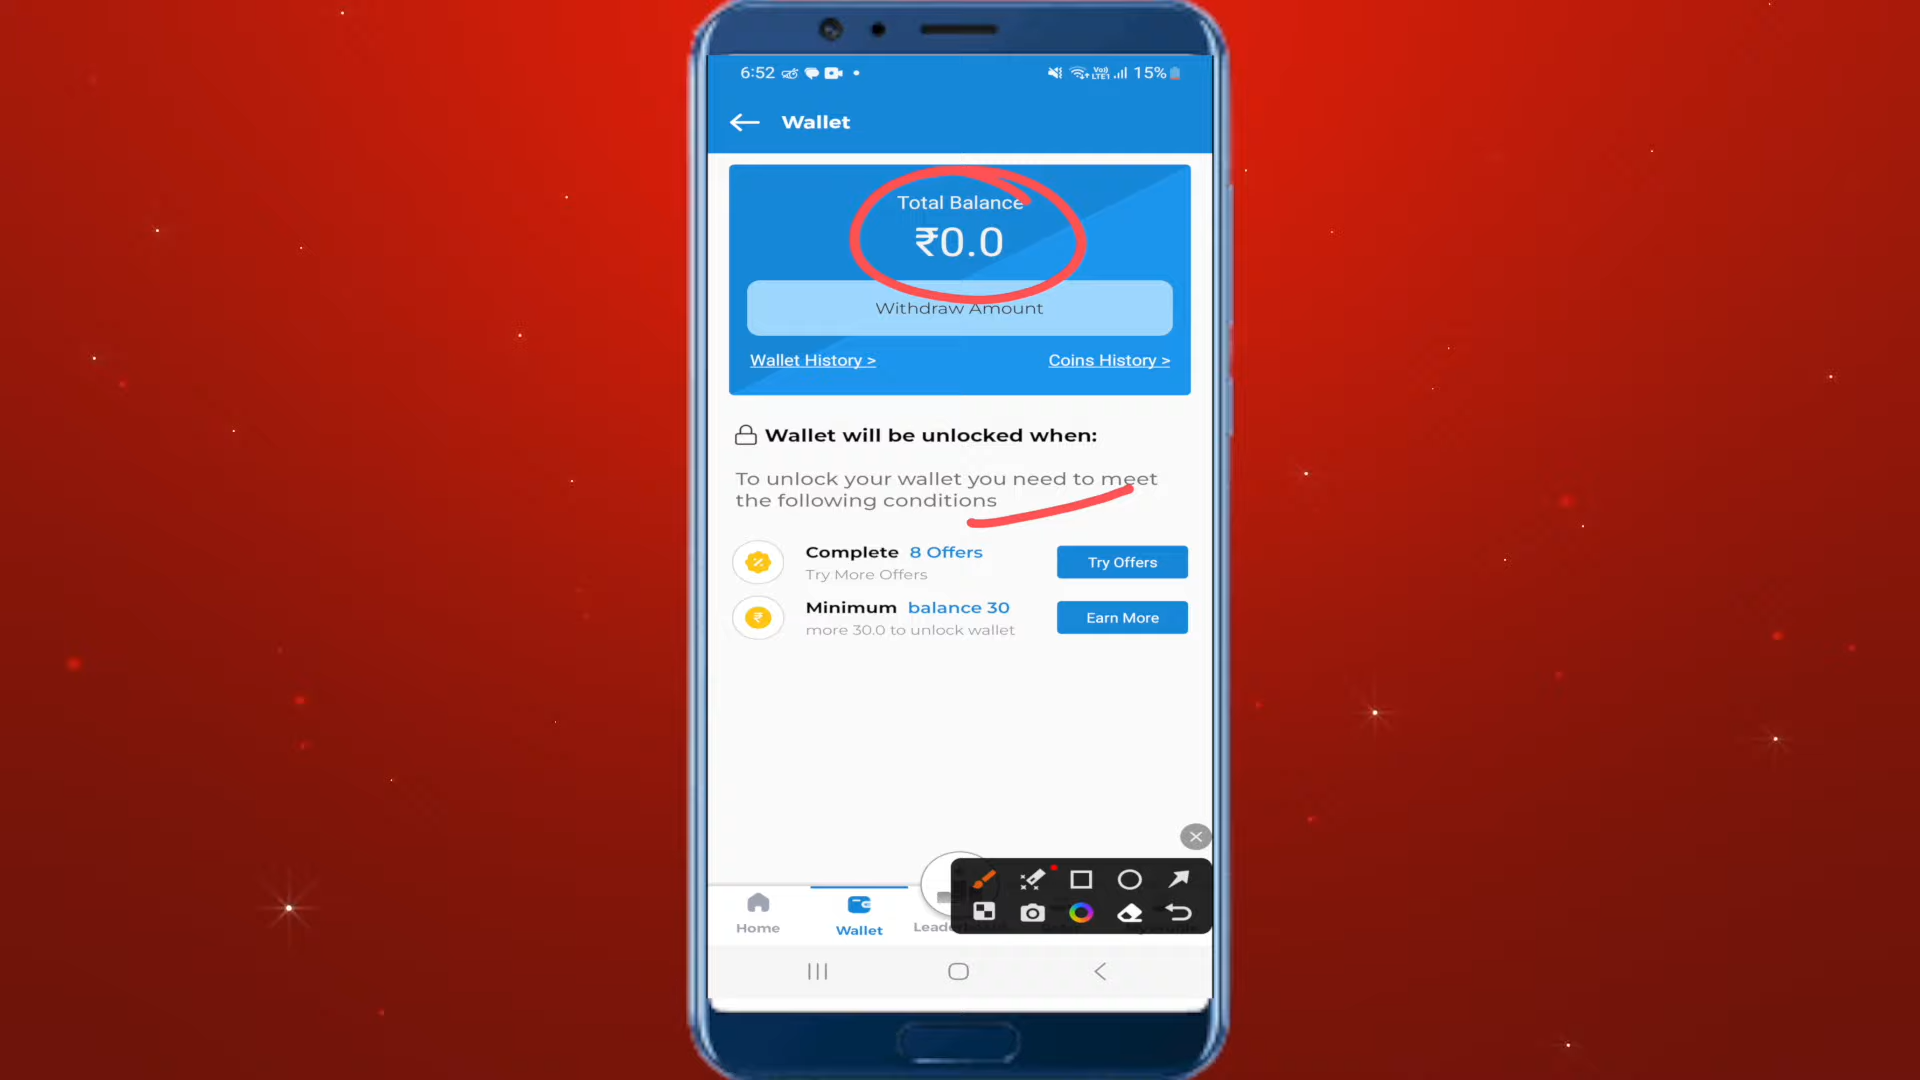 6:52
Vo)) LTE1 15%
Wallet
Total Balance
₹0.0
Withdraw Amount
Wallet History >
Coins History >
Wallet will be unlocked when:
To unlock your wallet you need to meet
the following conditions
Complete 8 Offers
Try More Offers
Try Offers
Minimum balance 30
more 30.0 to unlock wallet
Earn More
Home
Wallet